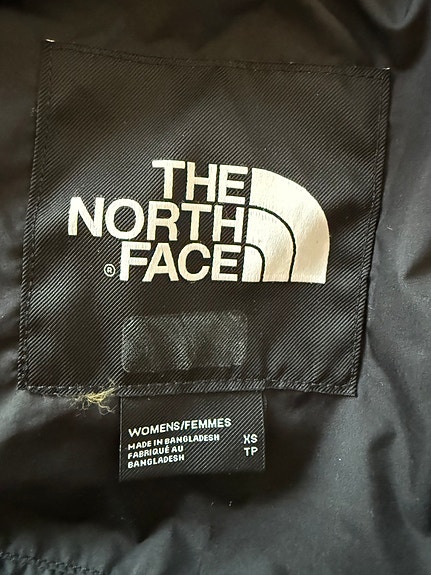 THE
NORTH
® FACE
WOMENS/FEMMES
MADE IN BANGLADESH XS
FABRIQUÉ AU TP
BANGLADESH